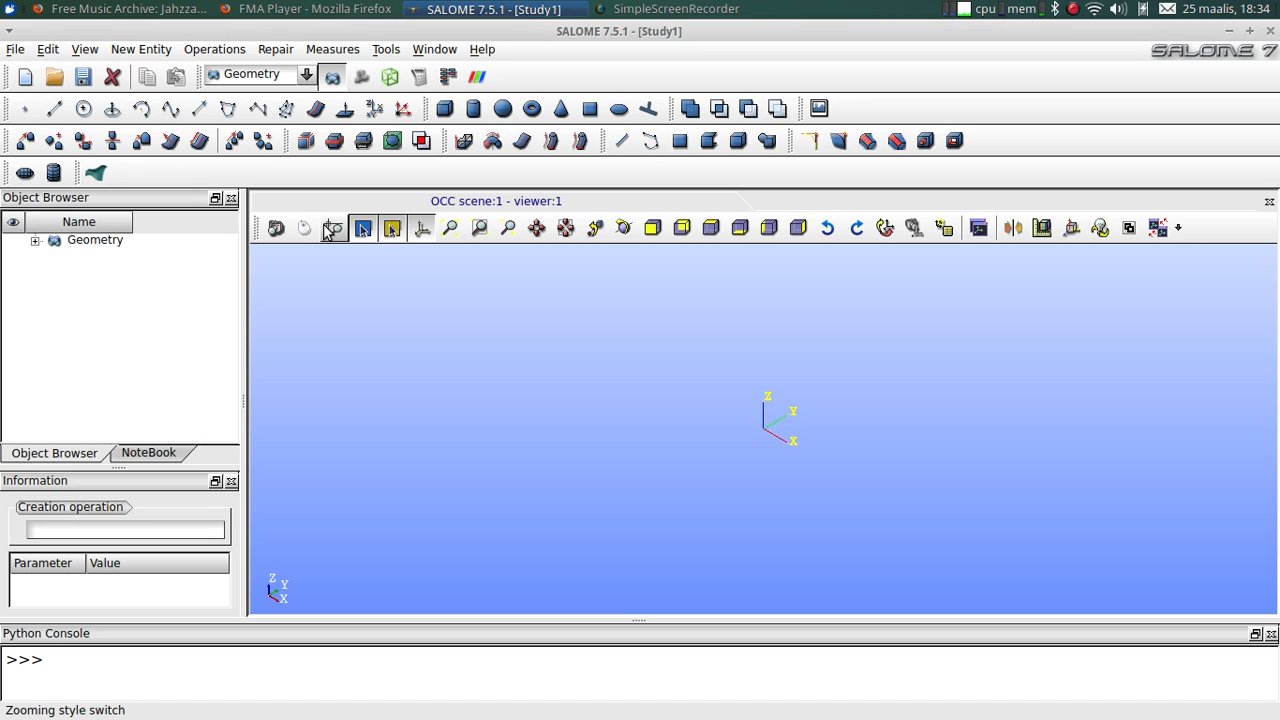 Free Music Archive: Jahzza...
FMA Player - Mozilla Firefox
SALOME 7.5.1 - [Study1]
SimpleScreenRecorder
cpu
mem
25 maalis, 18:34
SALOME 7.5.1 - [Study1]
File Edit View New Entity Operations Repair Measures Tools Window Help
SALOME 7
Geometry
Object Browser
OCC scene:1 - viewer:1
Name
Geometry
Z
Y
X
Object Browser
NoteBook
Information
Creation operation
Parameter
Value
Z
Y
X
Python Console
>>>
Zooming style switch